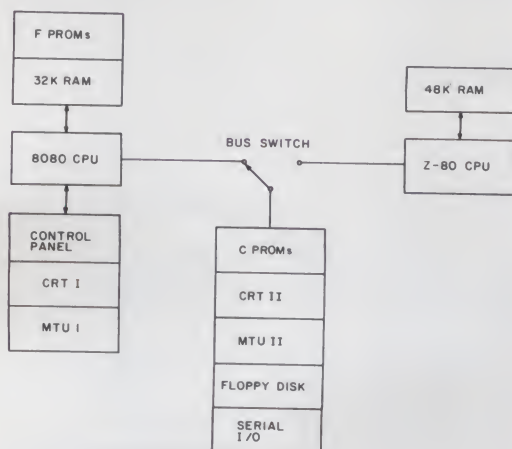 F PROMs
32K RAM
8080 CPU
CONTROL
PANEL
CRT I
MTU I
BUS SWITCH
48K RAM
Z-80 CPU
C PROMs
CRT II
MTU II
FLOPPY DISK
SERIAL
I/O